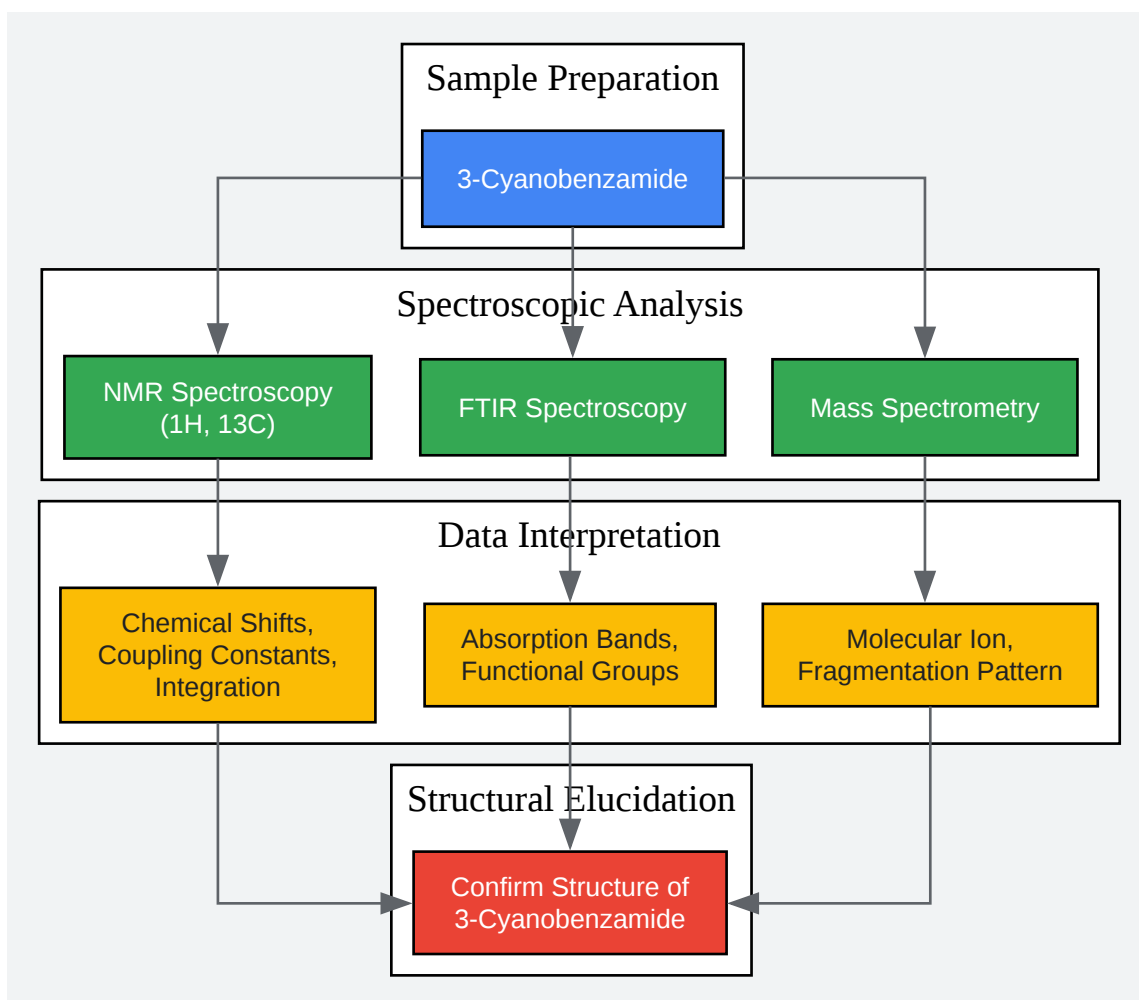 Sample Preparation
3-Cyanobenzamide
Spectroscopic Analysis
NMR Spectroscopy
(1H, 13C)
FTIR Spectroscopy
Mass Spectrometry
Data Interpretation
Chemical Shifts,
Coupling Constants,
Integration
Absorption Bands,
Functional Groups
Molecular Ion,
Fragmentation Pattern
Structural Elucidation
Confirm Structure of
3-Cyanobenzamide